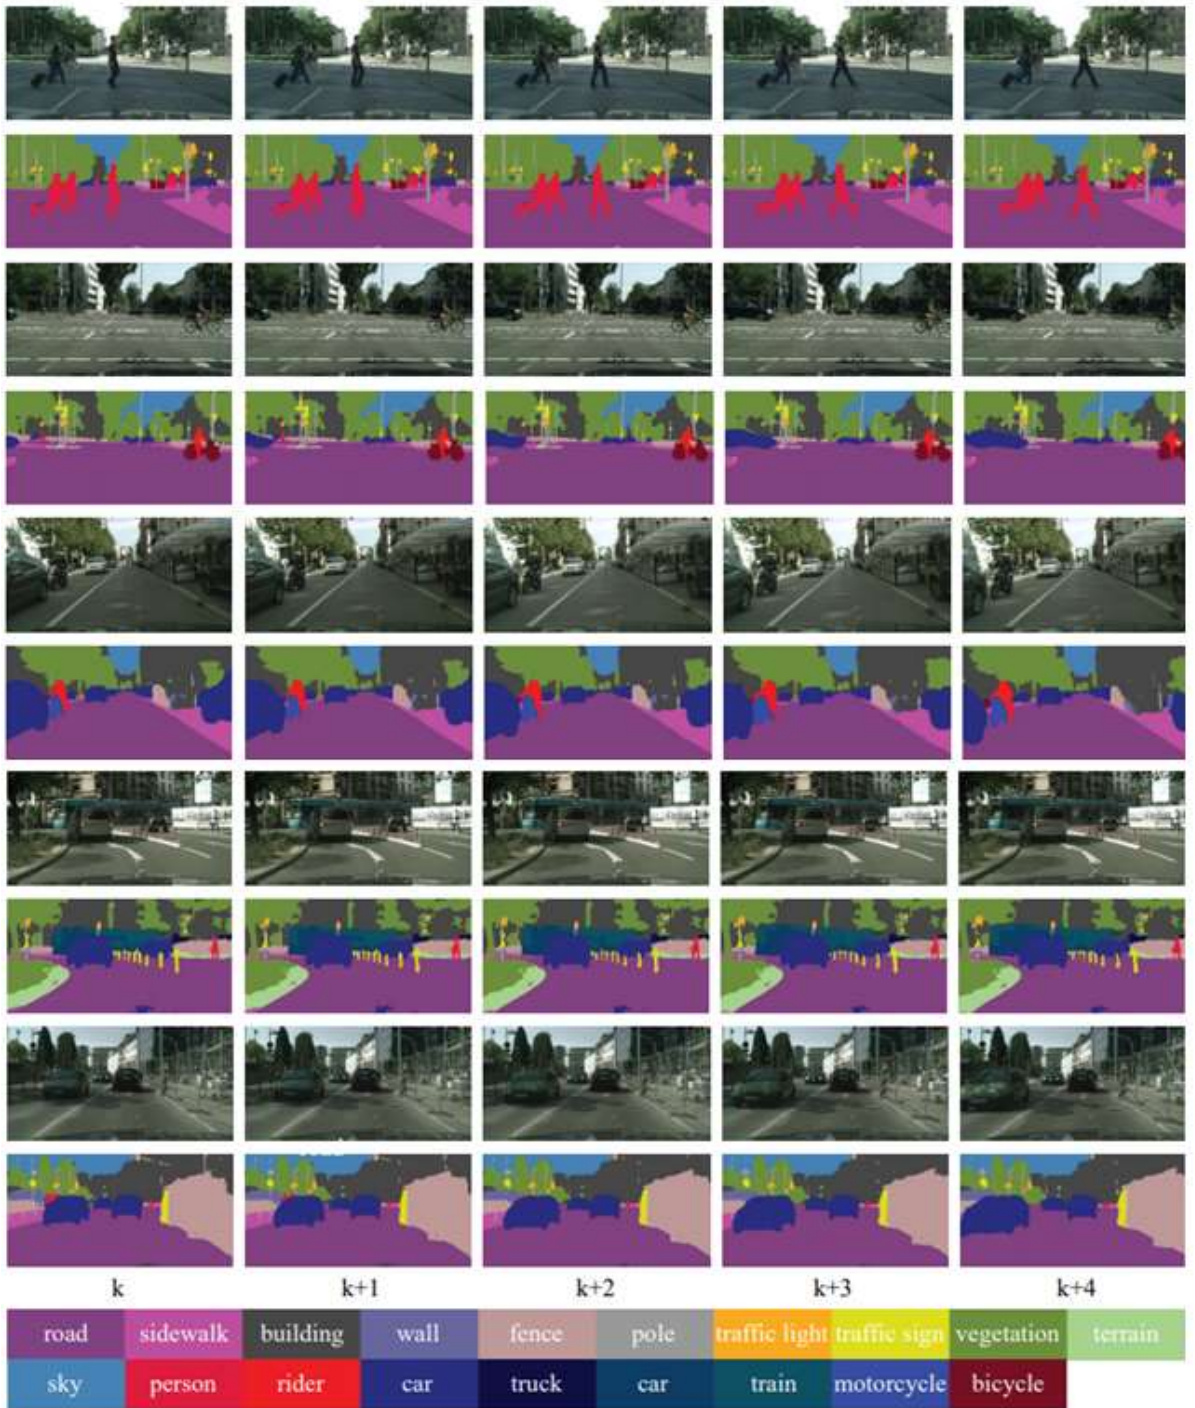 k k+1 k+2 k+3 k+4
road sidewalk building wall fence pole traffic light traffic sign vegetation terrain
sky person rider car truck car train motorcycle bicycle